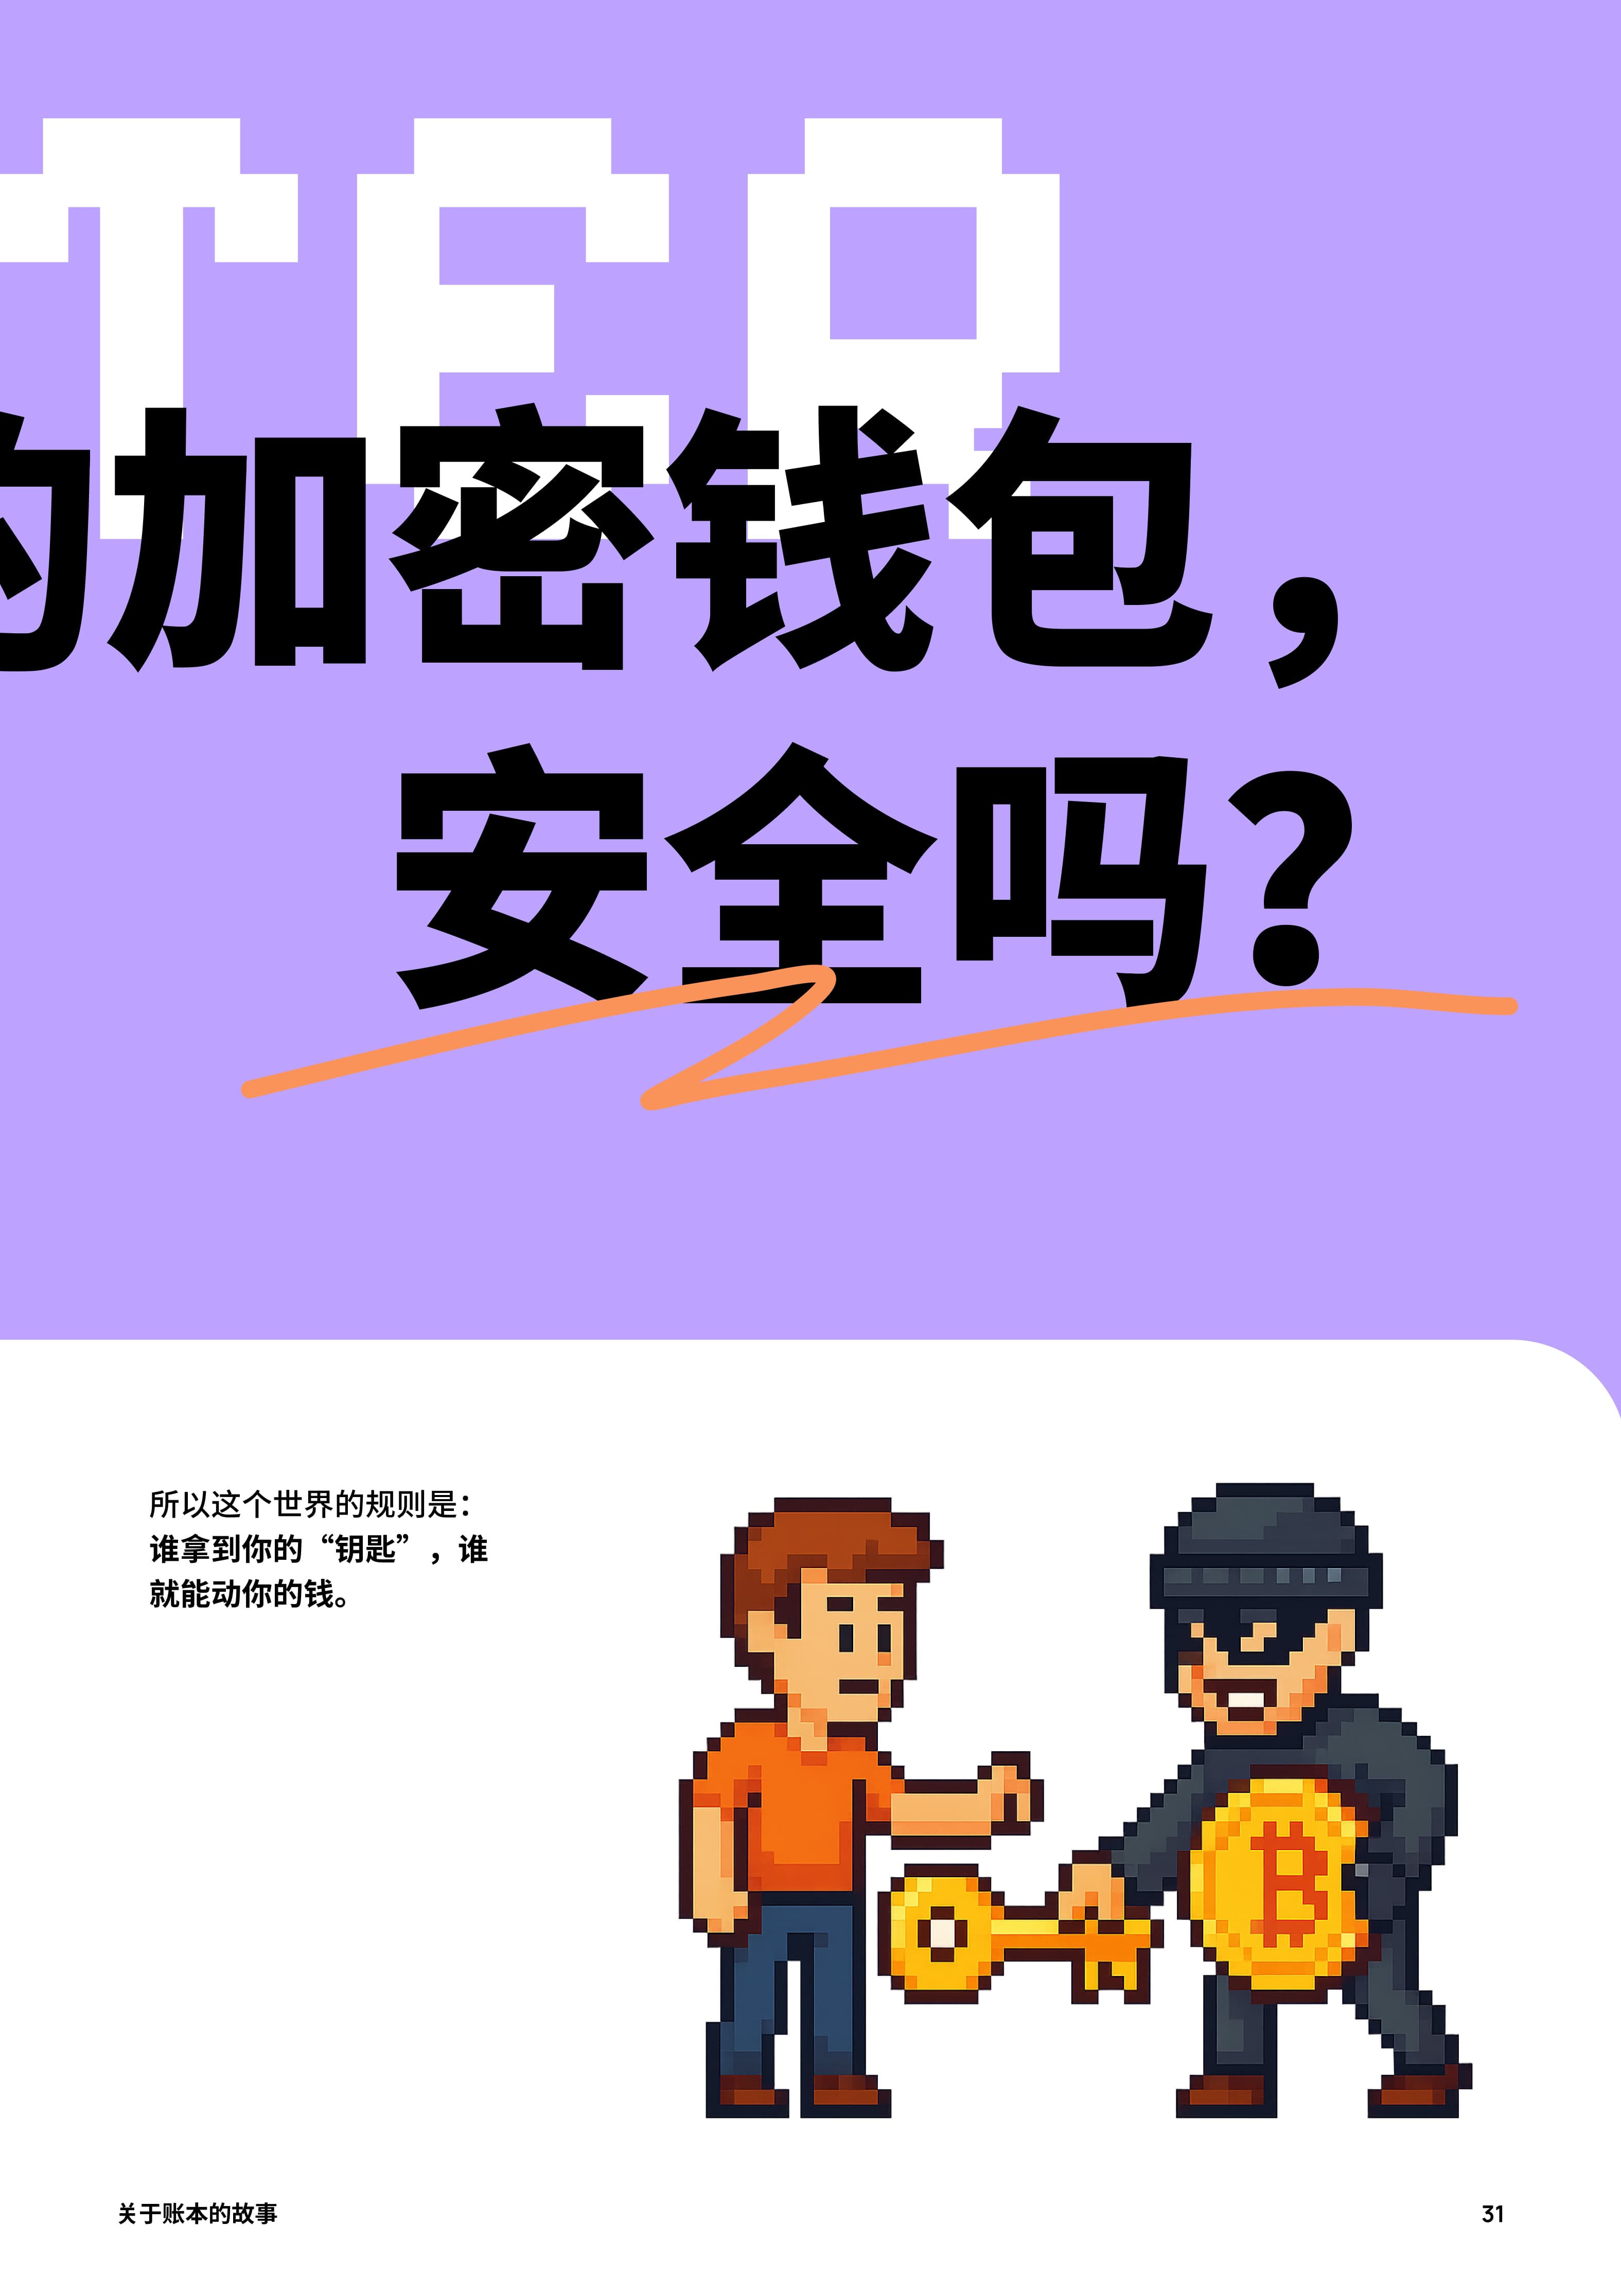 TER
的加密钱包，
安全吗？
所以这个世界的规则是：
谁拿到你的“钥匙”，谁
就能动你的钱。
关于账本的故事
31